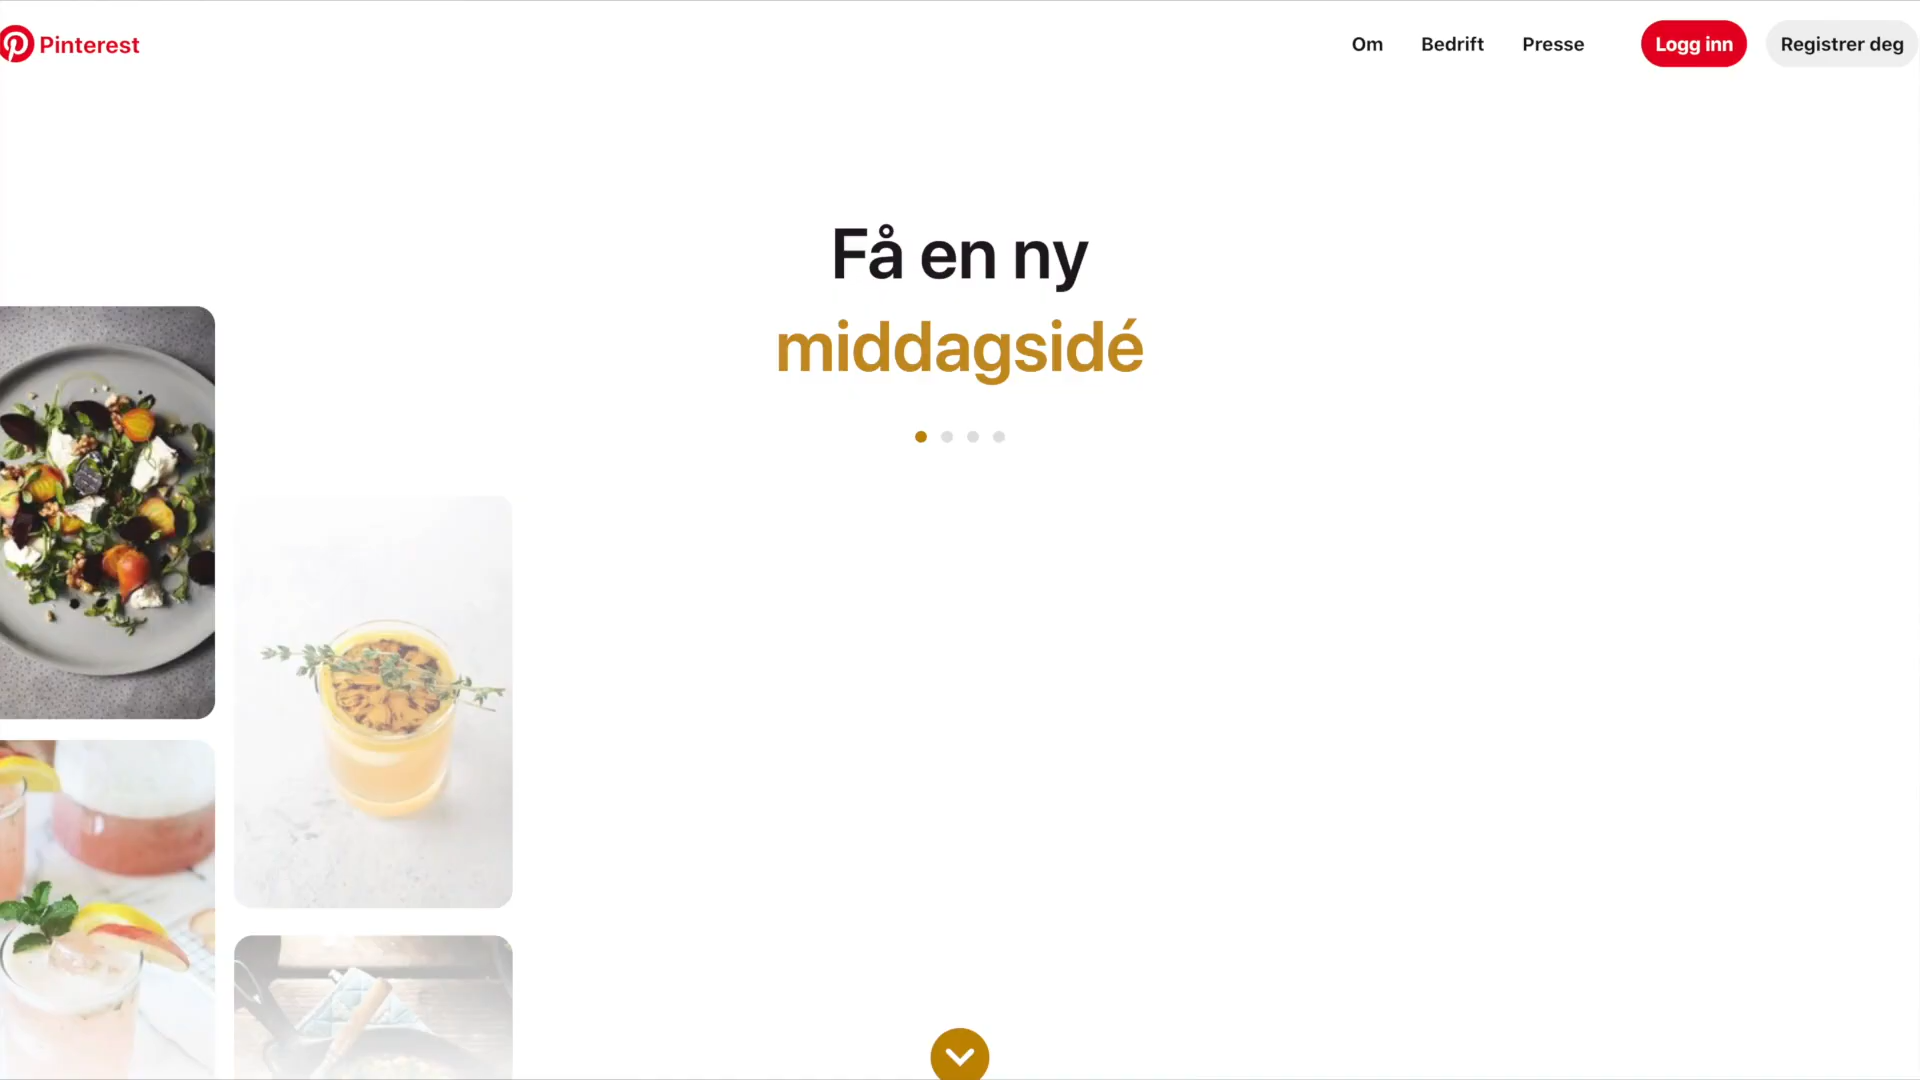 Pinterest
Om
Bedrift
Presse
Logg inn
Registrer deg
Få en ny
middagsidé